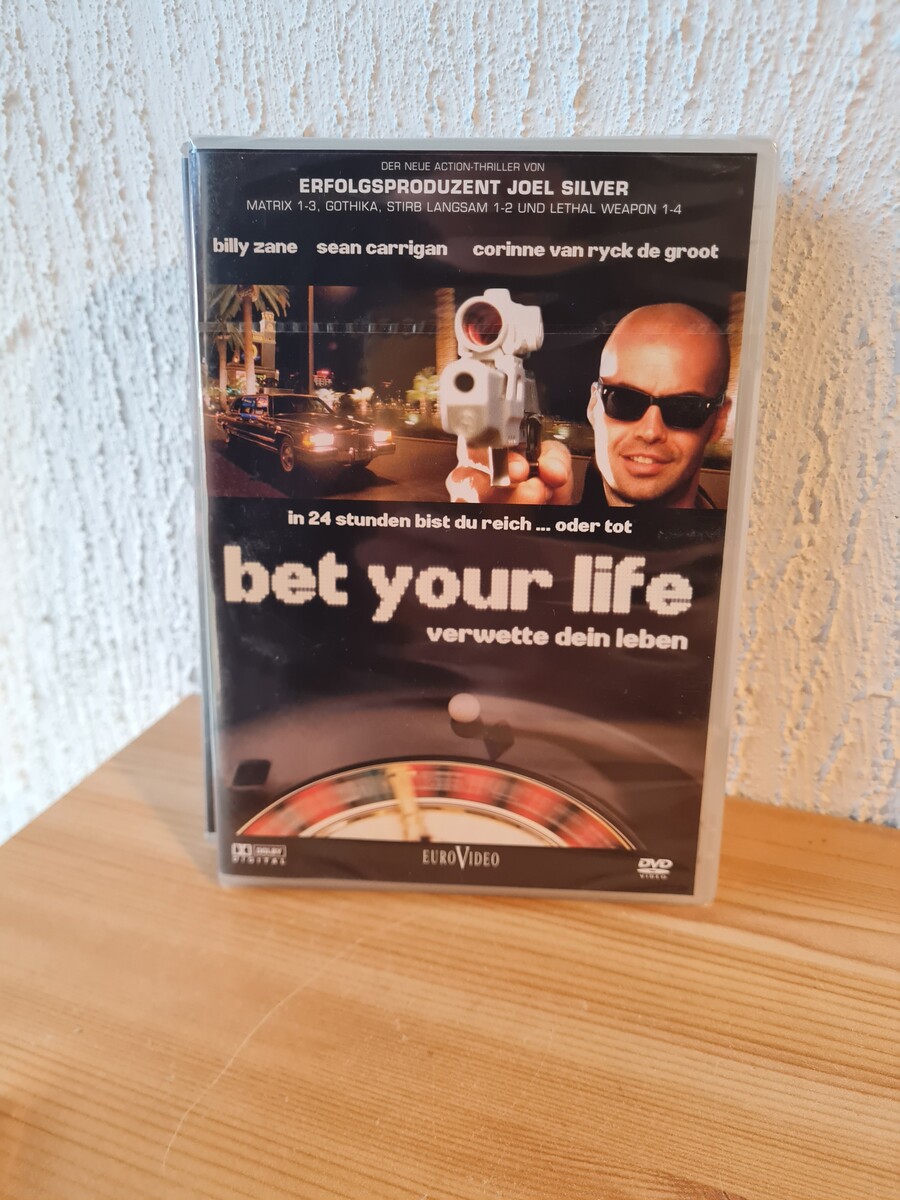 DER NEUE ACTION-THRILLER VON
ERFOLGSPRODUZENT JOEL SILVER
MATRIX 1-3, GOTHIKA, STIRB LANGSAM 1-2 UND LETHAL WEAPON 1-4
billy zane sean carrigan corinne van ryck de groot
in 24 stunden bist du reich ... oder tot
bet your life
verwette dein leben
DOLBY
DIGITAL
EUROVIDEO
DVD
VIDEO